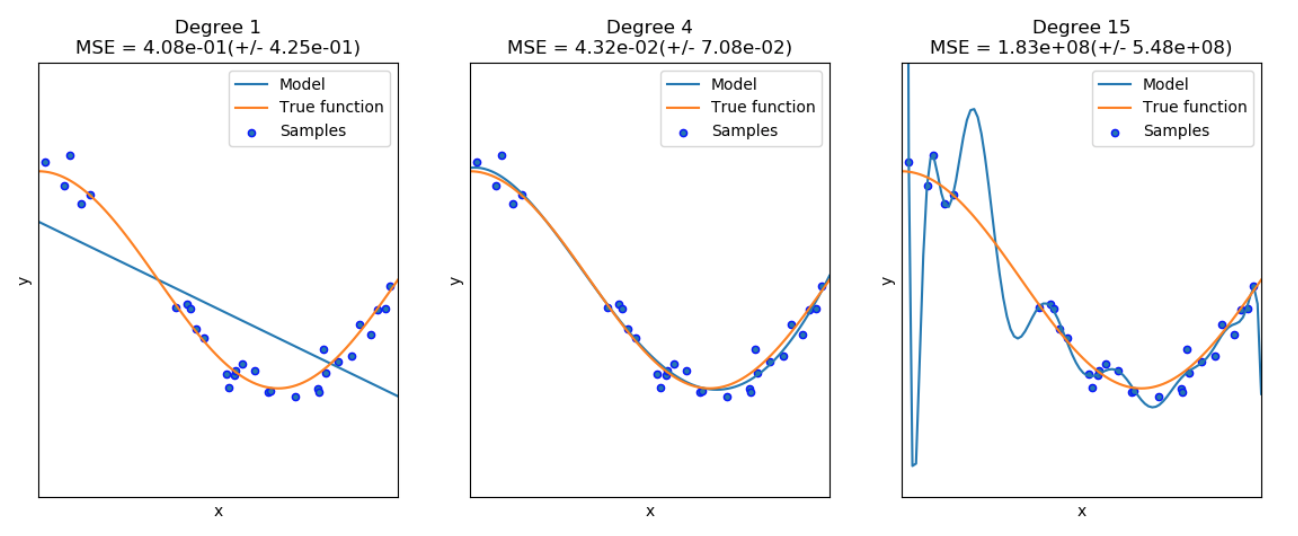 Degree 1
MSE = 4.08e-01(+/- 4.25e-01)
Model
True function
Samples
y
x
Degree 4
MSE = 4.32e-02(+/- 7.08e-02)
Model
True function
Samples
y
x
Degree 15
MSE = 1.83e+08(+/- 5.48e+08)
Model
True function
Samples
y
x